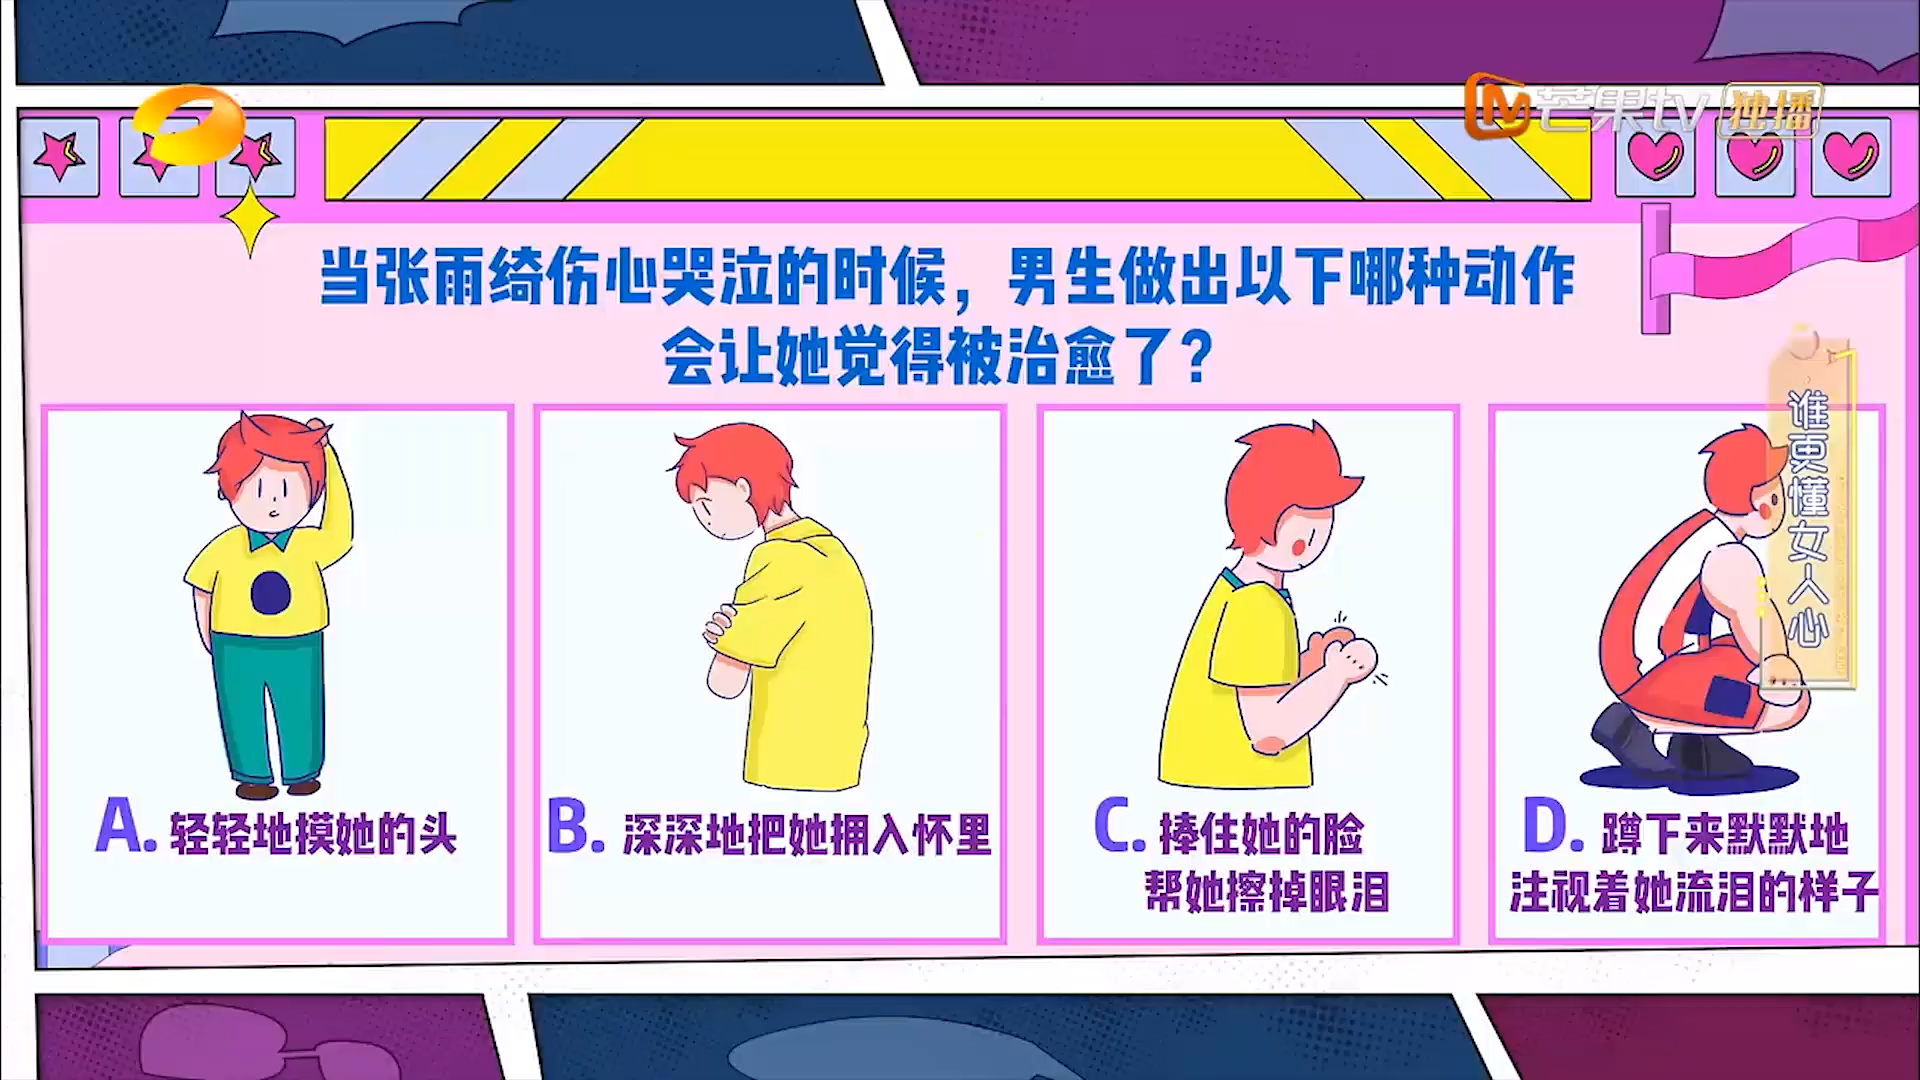 芒果tv 独播
当张雨绮伤心哭泣的时候，男生做出以下哪种动作
会让她觉得被治愈了？
谁更懂女人心
A. 轻轻地摸她的头
B. 深深地把她拥入怀里
C. 捧住她的脸
帮她擦掉眼泪
D. 蹲下来默默地
注视着她流泪的样子